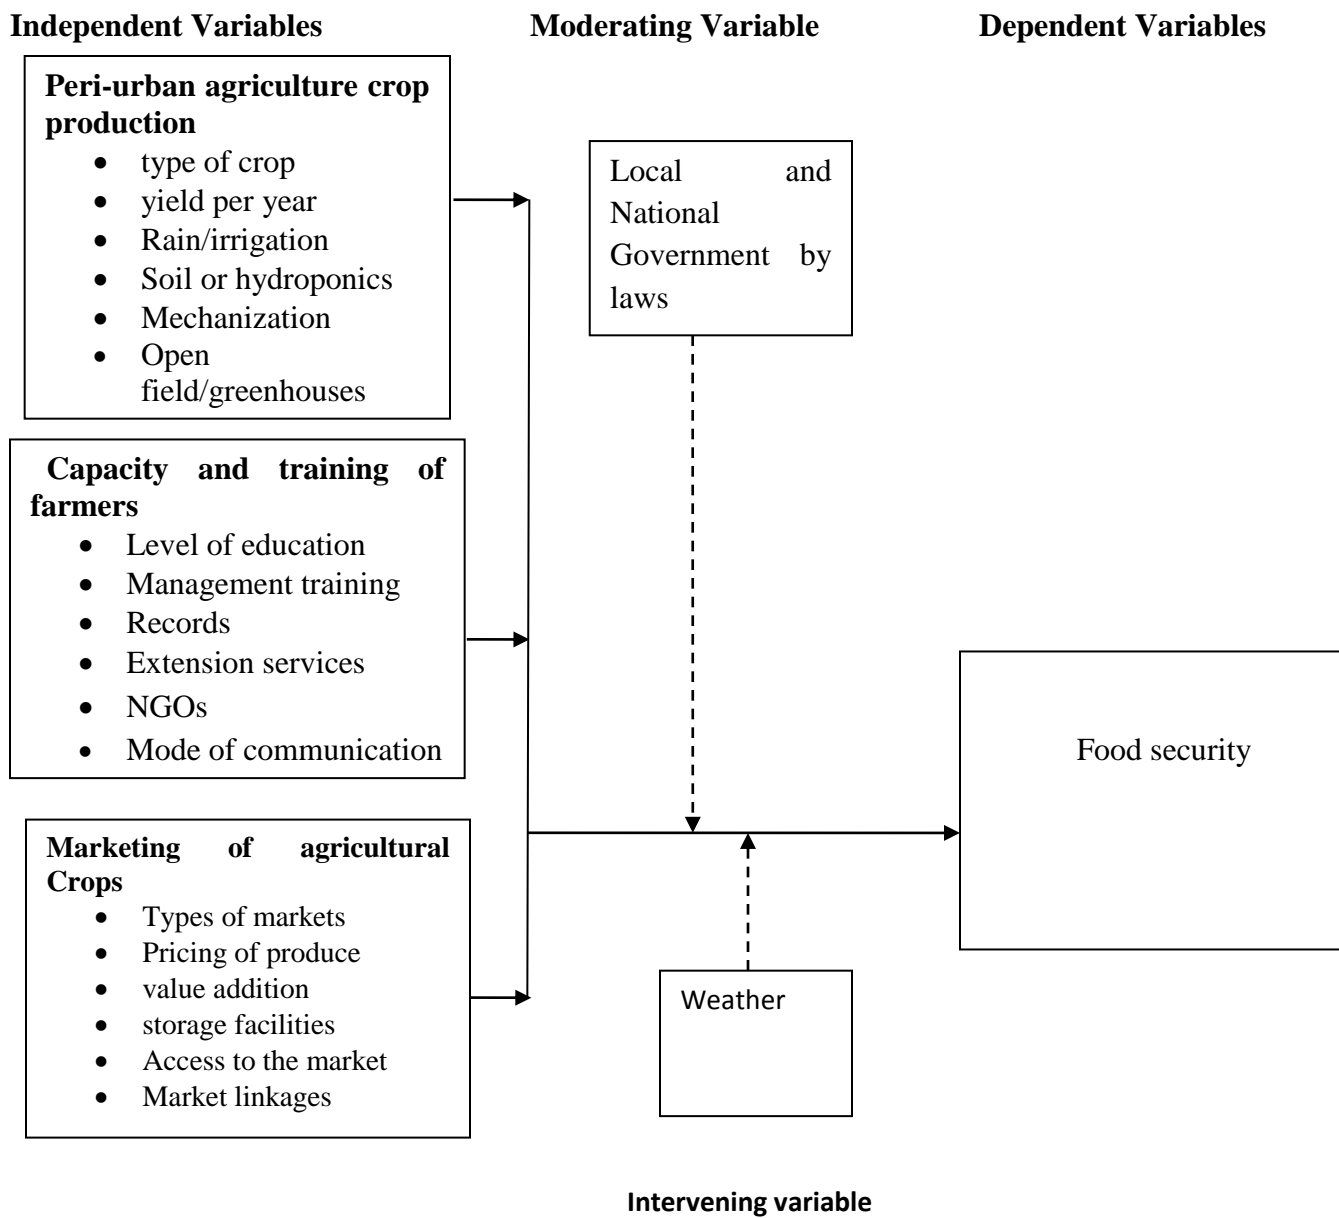 Independent Variables
Moderating Variable
Dependent Variables
Peri-urban agriculture crop
production
• type of crop
• yield per year
• Rain/irrigation
• Soil or hydroponics
• Mechanization
• Open
field/greenhouses
Capacity and training of
farmers
• Level of education
• Management training
• Records
• Extension services
• NGOs
• Mode of communication
Marketing of agricultural
Crops
• Types of markets
• Pricing of produce
• value addition
• storage facilities
• Access to the market
• Market linkages
Local and
National
Government by
laws
Weather
Food security
Intervening variable